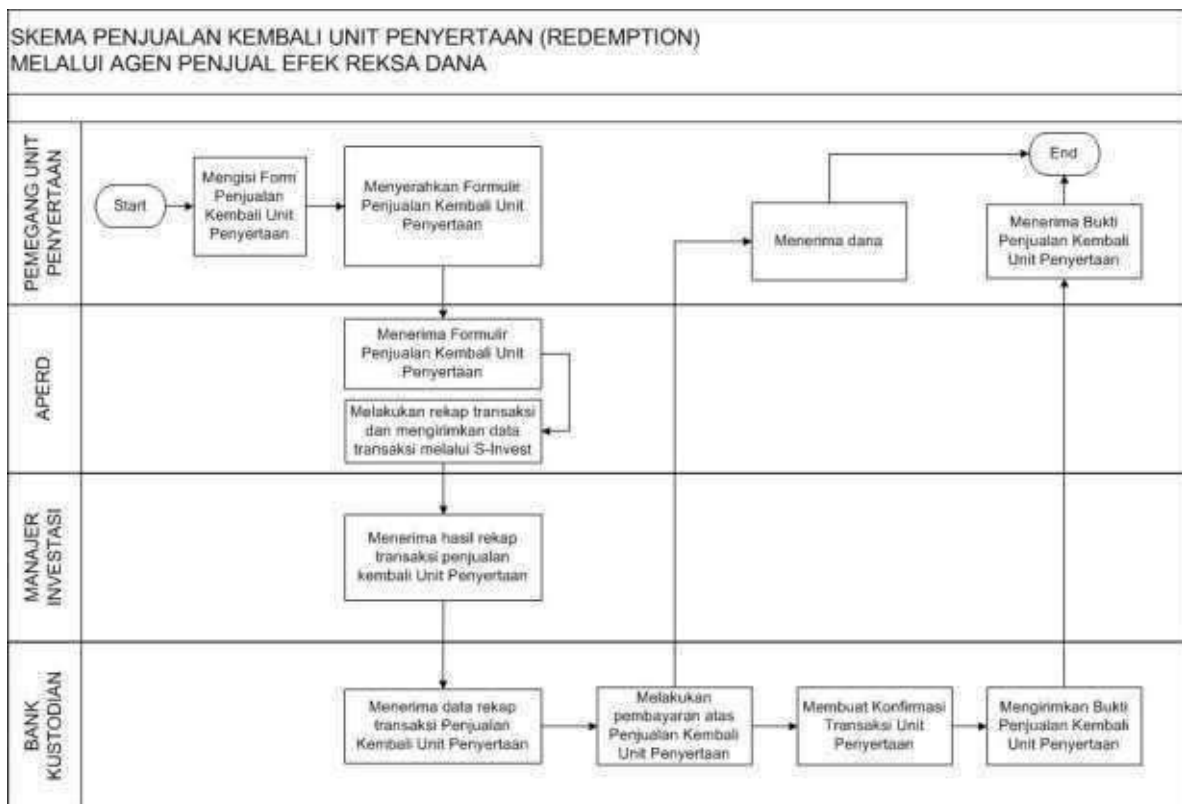 SKEMA PENJUALAN KEMBALI UNIT PENYERTAAN (REDEMPTION)
MELALUI AGEN PENJUAL EFEK REKSA DANA
PEMEGANG UNIT
PENYERTAAN
Start
Mengisi Form
Penjualan
Kembali Unit
Penyertaan
Menyerahkan Formulir
Penjualan Kembali Unit
Penyertaan
Menerima dana
End
Menerima Bukti
Penjualan Kembali
Unit Penyertaan
APERD
Menerima Formulir
Penjualan Kembali Unit
Penyertaan
Melakukan rekap transaksi
dan mengirimkan data
transaksi melalui S-Invest
MANAJER
INVESTASI
Menerima hasil rekap
transaksi penjualan
kembali Unit Penyertaan
BANK
KUSTODIAN
Menerima data rekap
transaksi Penjualan
Kembali Unit Penyertaan
Melakukan
pembayaran atas
Penjualan Kembali
Unit Penyertaan
Membuat Konfirmasi
Transaksi Unit
Penyertaan
Mengirimkan Bukti
Penjualan Kembali
Unit Penyertaan